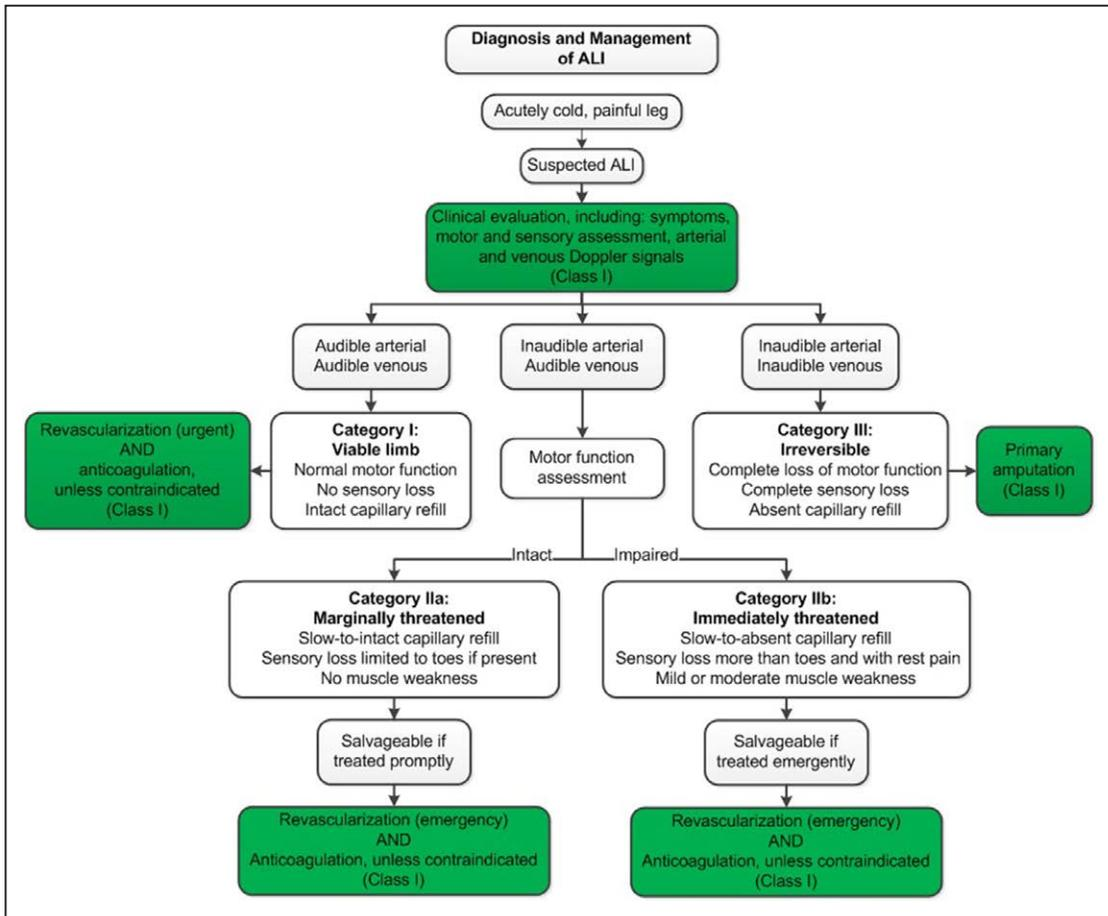 Diagnosis and Management
of ALI
Acutely cold, painful leg
Suspected ALI
Clinical evaluation, including: symptoms,
motor and sensory assessment, arterial
and venous Doppler signals
(Class I)
Audible arterial
Audible venous
Inaudible arterial
Audible venous
Inaudible arterial
Inaudible venous
Revascularization (urgent)
AND
anticoagulation,
unless contraindicated
(Class I)
Category I:
Viable limb
Normal motor function
No sensory loss
Intact capillary refill
Motor function
assessment
Category III:
Irreversible
Complete loss of motor function
Complete sensory loss
Absent capillary refill
Primary
amputation
(Class I)
Intact
Impaired
Category IIa:
Marginally threatened
Slow-to-intact capillary refill
Sensory loss limited to toes if present
No muscle weakness
Category IIb:
Immediately threatened
Slow-to-absent capillary refill
Sensory loss more than toes and with rest pain
Mild or moderate muscle weakness
Salvageable if
treated promptly
Salvageable if
treated emergently
Revascularization (emergency)
AND
Anticoagulation, unless contraindicated
(Class I)
Revascularization (emergency)
AND
Anticoagulation, unless contraindicated
(Class I)